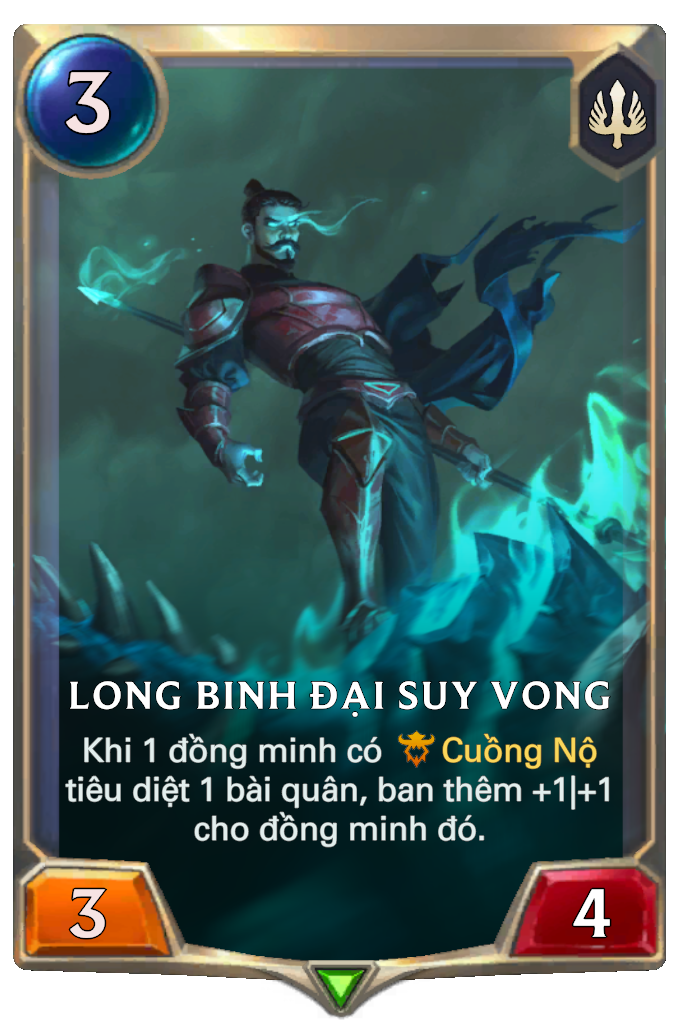 3
LONG BINH ĐẠI SUY VONG
Khi 1 đồng minh có Cuồng Nộ
tiêu diệt 1 bài quân, ban thêm +1|+1
cho đồng minh đó.
3 4